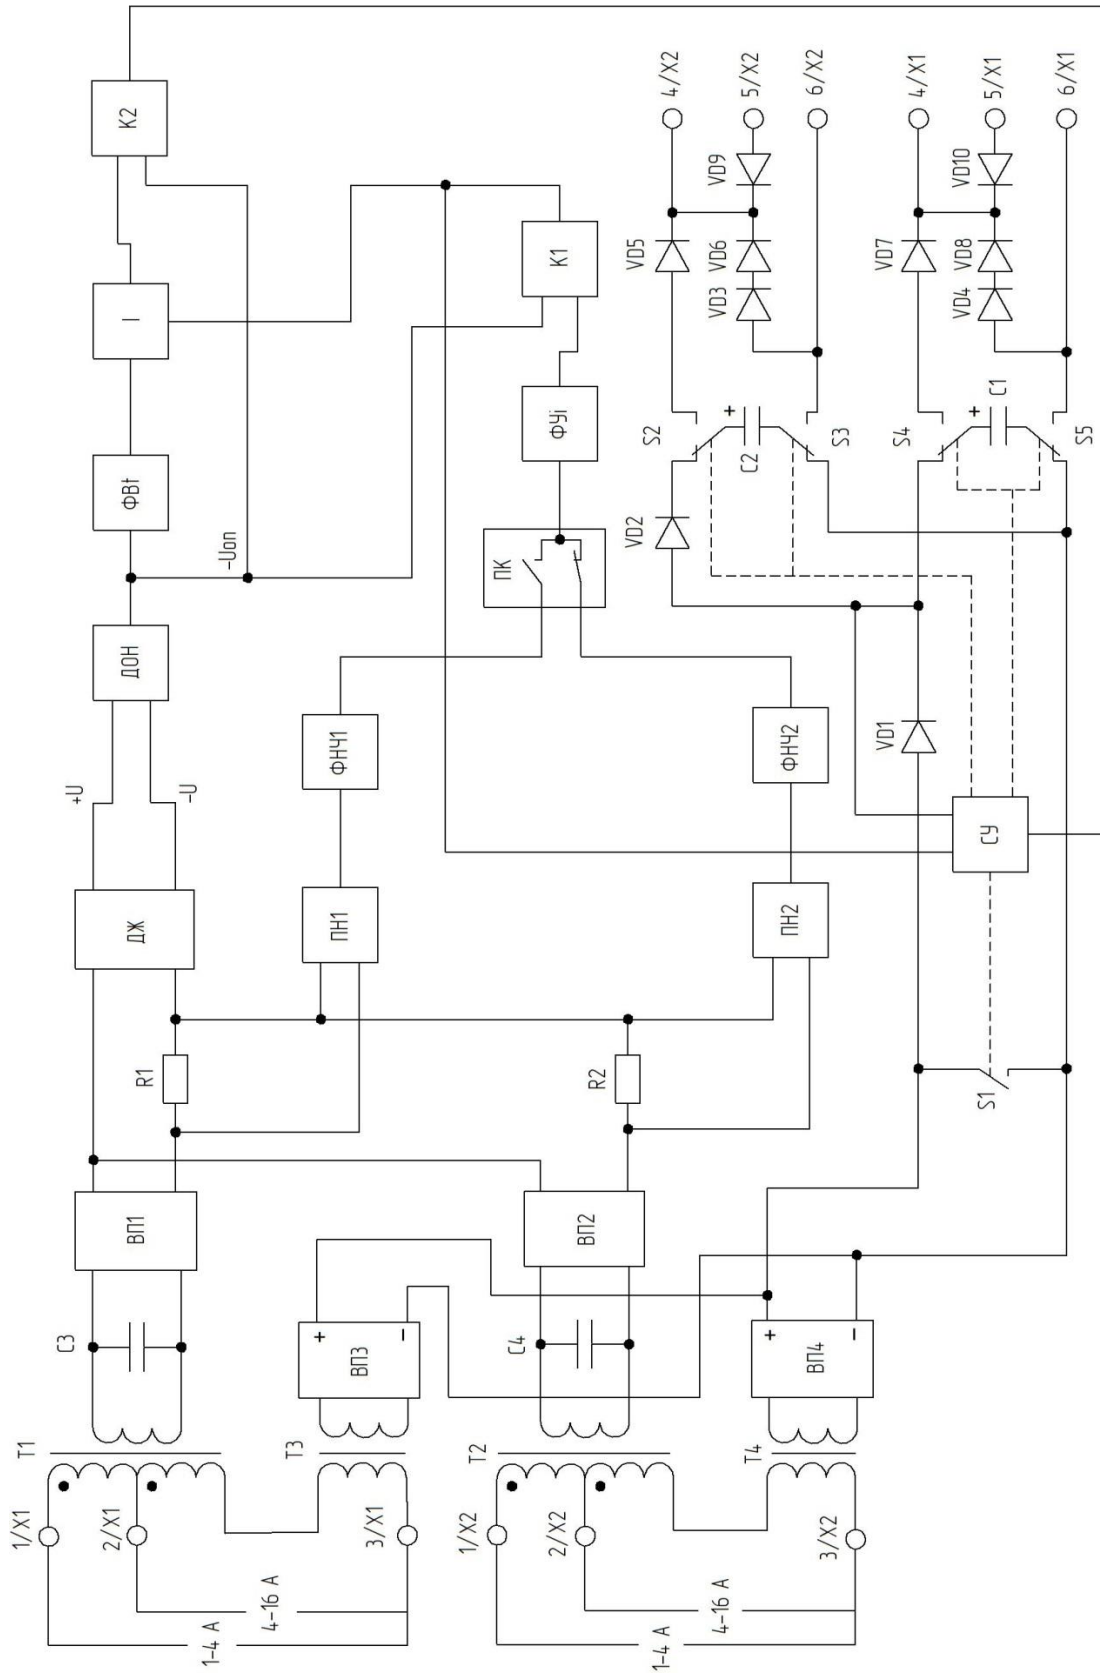 1/X1
T1
C3
+U
2/X1
ВП1
R1
ДЖ
-U
ДОН
ФВt
I
К2
1-4 А
4-16 А
-Uоп
3/X1
T3
+
ВП3
–
ПН1
ФНЧ1
1/X2
T2
C4
ПК
ФУi
К1
2/X2
ВП2
R2
VD2
S2
VD5
4/X2
1-4 А
4-16 А
C2
+
VD3
VD6
VD9
5/X2
3/X2
T4
+
ВП4
–
ПН2
ФНЧ2
S3
6/X2
VD1
S4
VD7
4/X1
S1
СУ
+
C1
VD4
VD8
VD10
5/X1
S5
6/X1